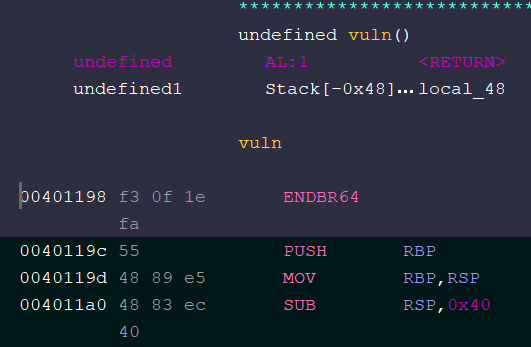 ****************************
undefined vuln()
undefined AL:1 <RETURN>
undefined1 Stack[-0x48]... local_48
vuln
00401198 f3 0f 1e ENDBR64
fa
0040119c 55 PUSH RBP
0040119d 48 89 e5 MOV RBP,RSP
004011a0 48 83 ec SUB RSP,0x40
40